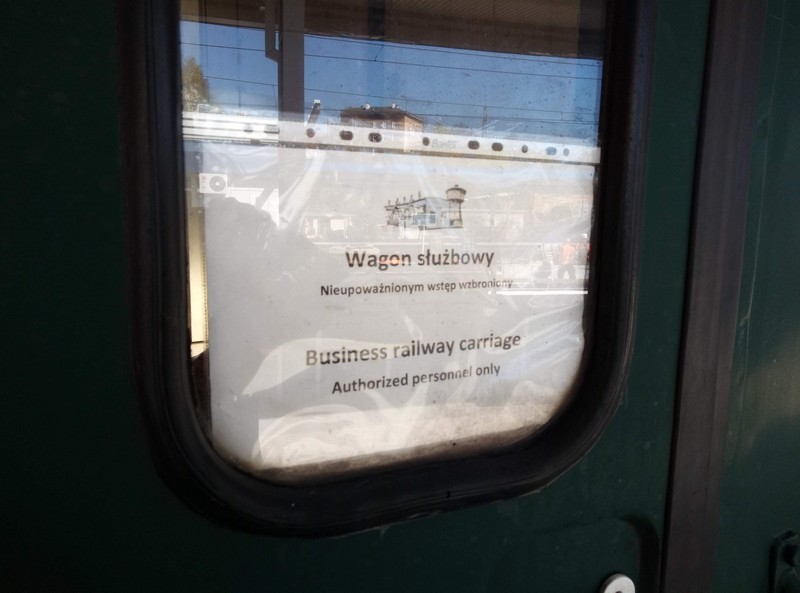 Wagon służbowy
Nieupoważnionym wstęp wzbroniony
Business railway carriage
Authorized personnel only